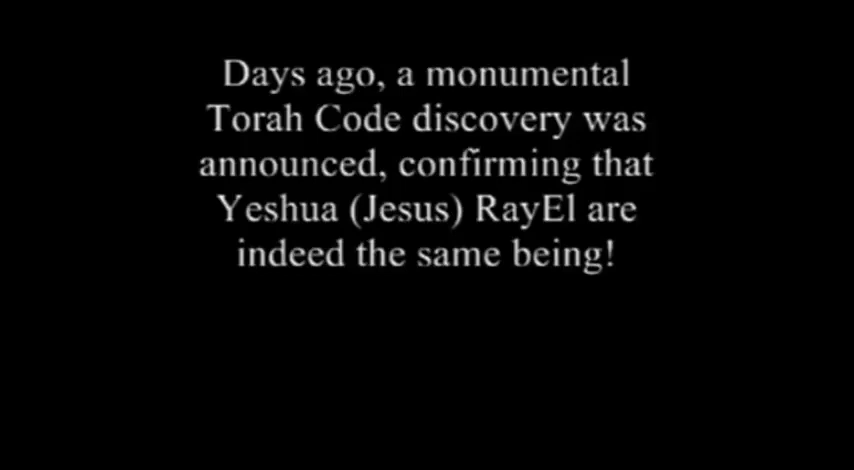 Days ago, a monumental
Torah Code discovery was
announced, confirming that
Yeshua (Jesus) RayEl are
indeed the same being!